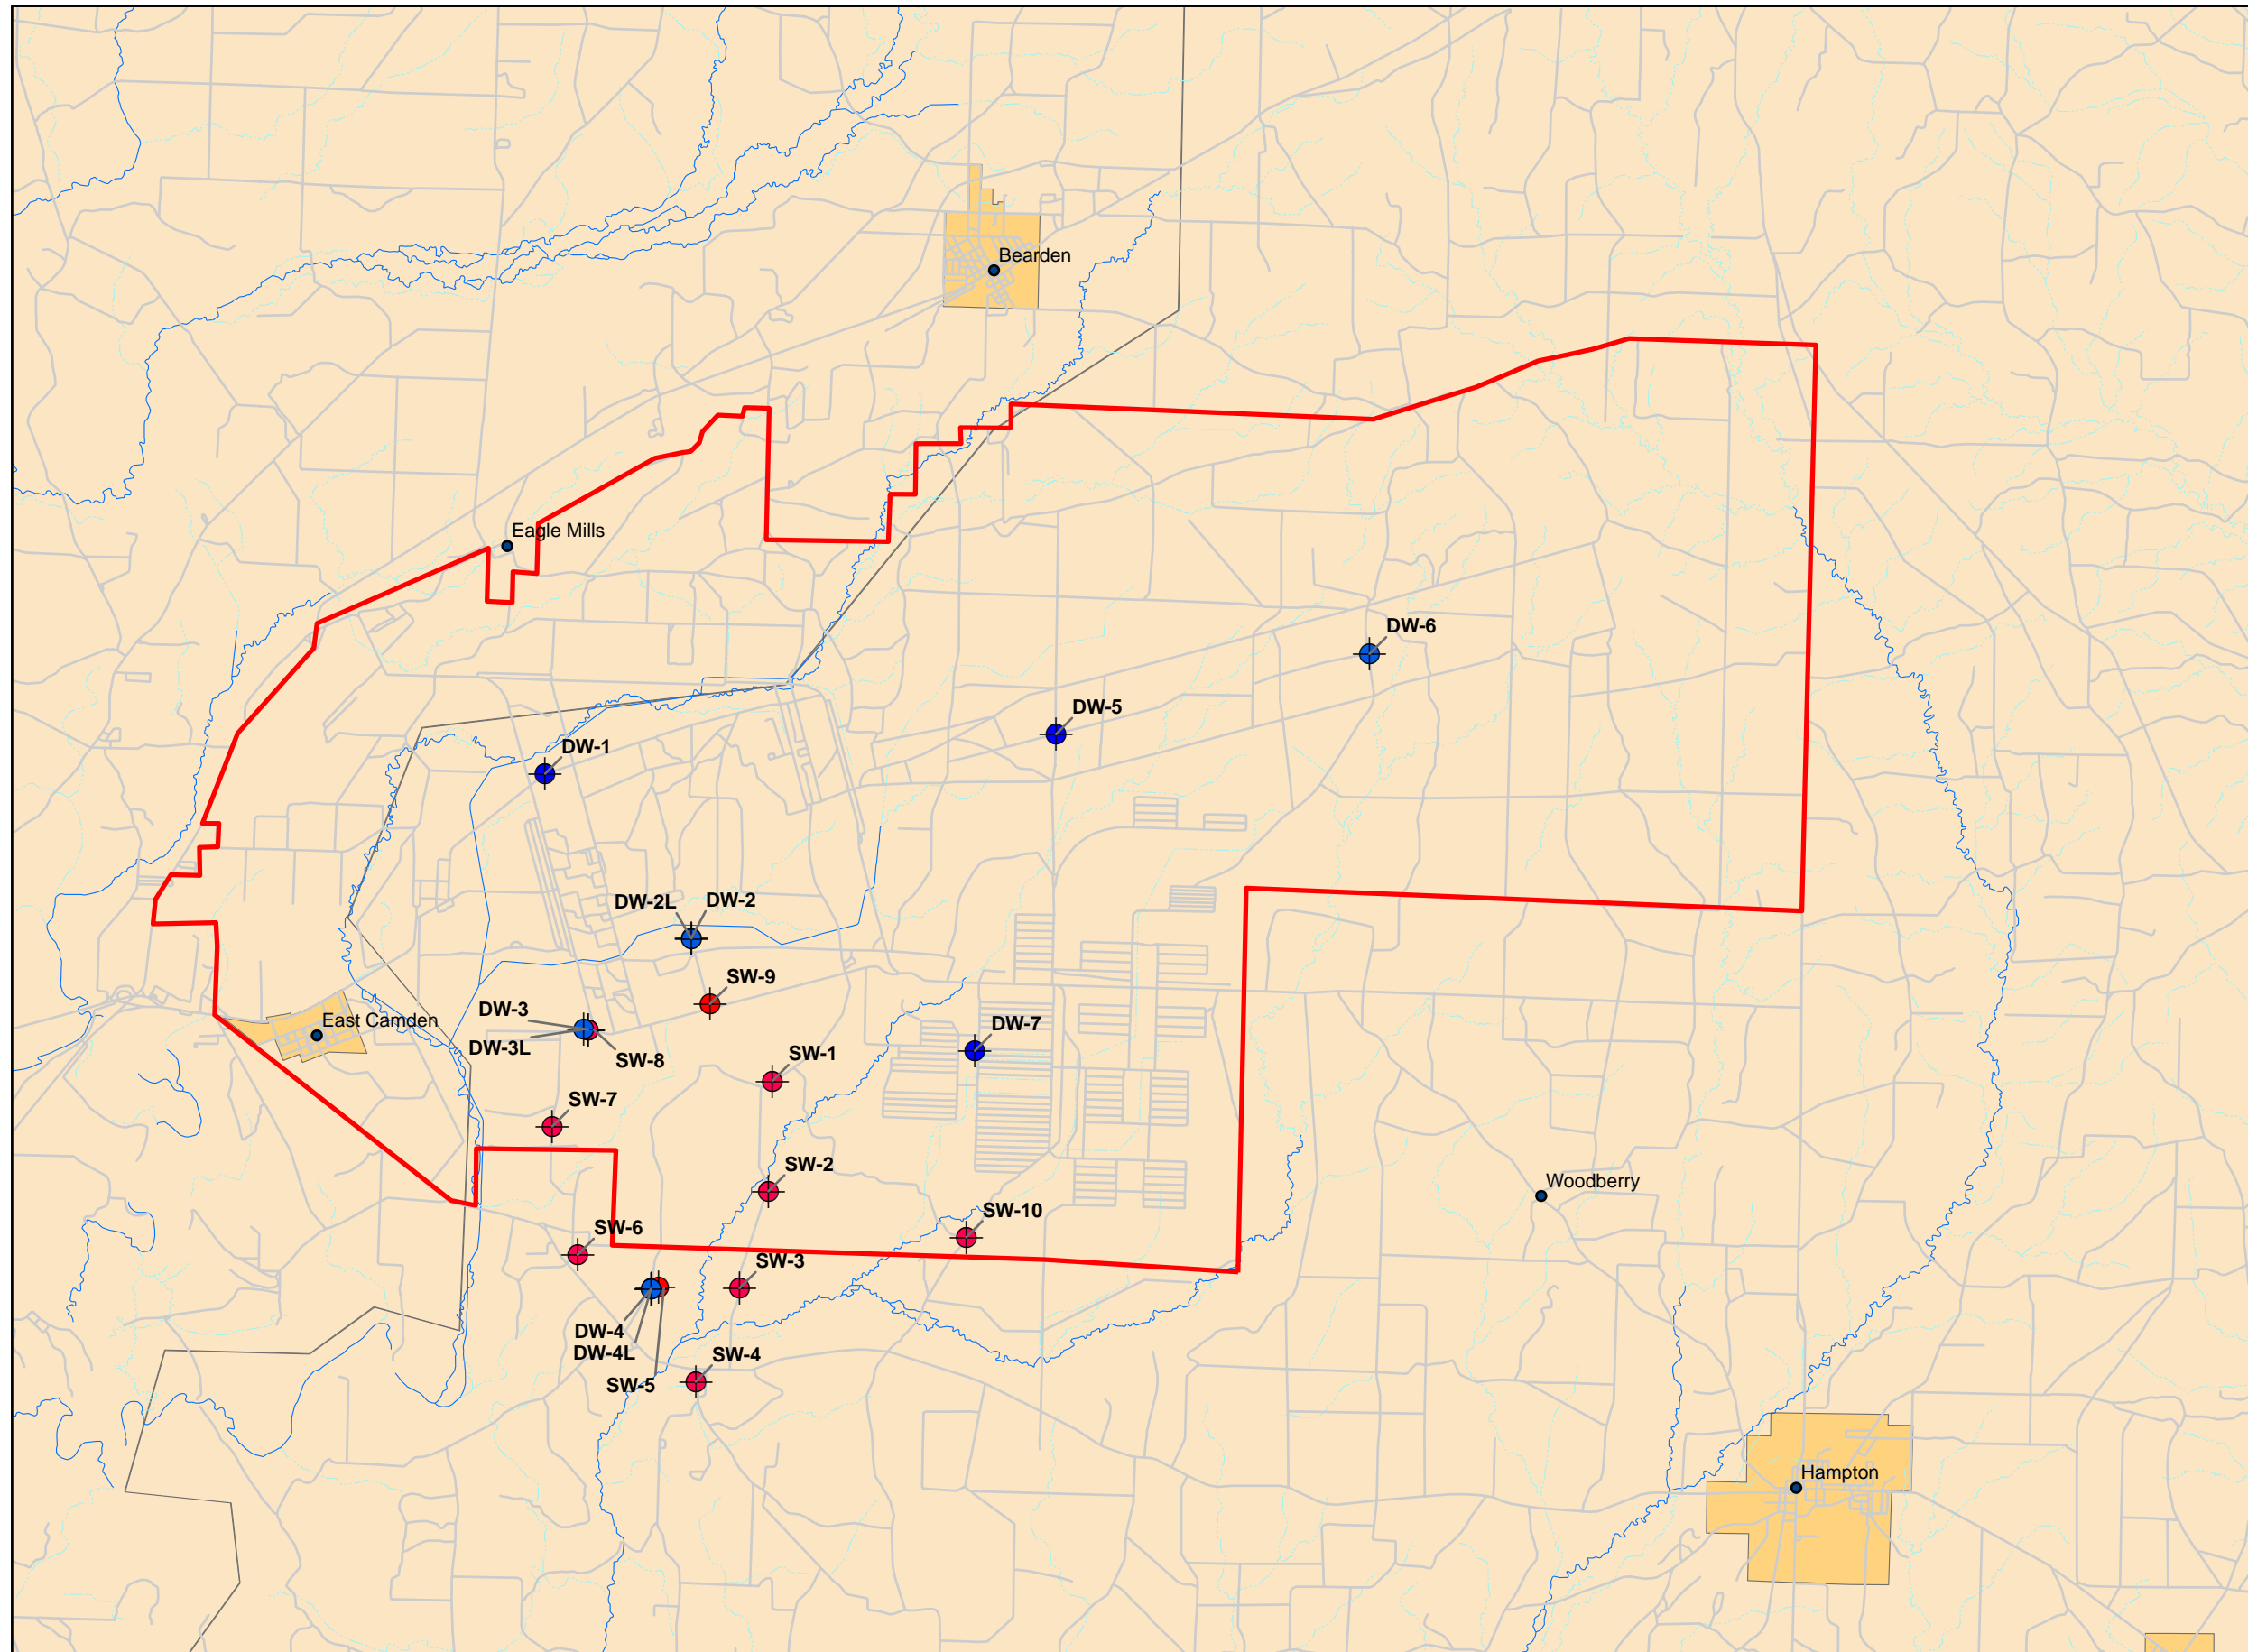 Bearden
Eagle Mills
DW-6
DW-5
DW-1
DW-2L
DW-2
SW-9
DW-3
East Camden
DW-7
DW-3L
SW-8
SW-1
SW-7
SW-2
Woodberry
SW-10
SW-6
SW-3
DW-4
DW-4L
SW-4
SW-5
Hampton